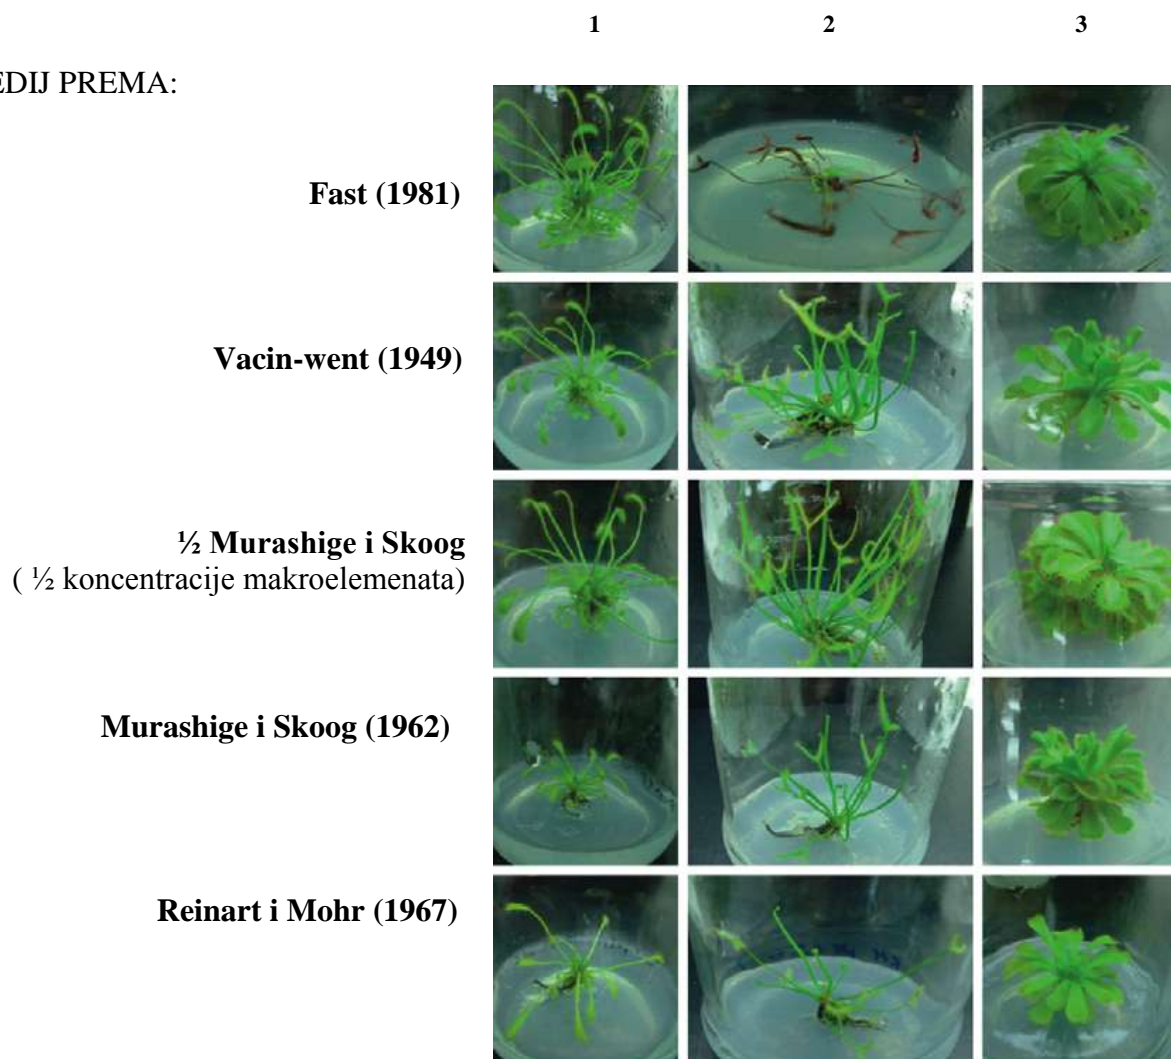 1 2 3
EDIJ PREMA:
Fast (1981)
Vacin-went (1949)
½ Murashige i Skoog
( ½ koncentracije makroelemenata)
Murashige i Skoog (1962)
Reinart i Mohr (1967)